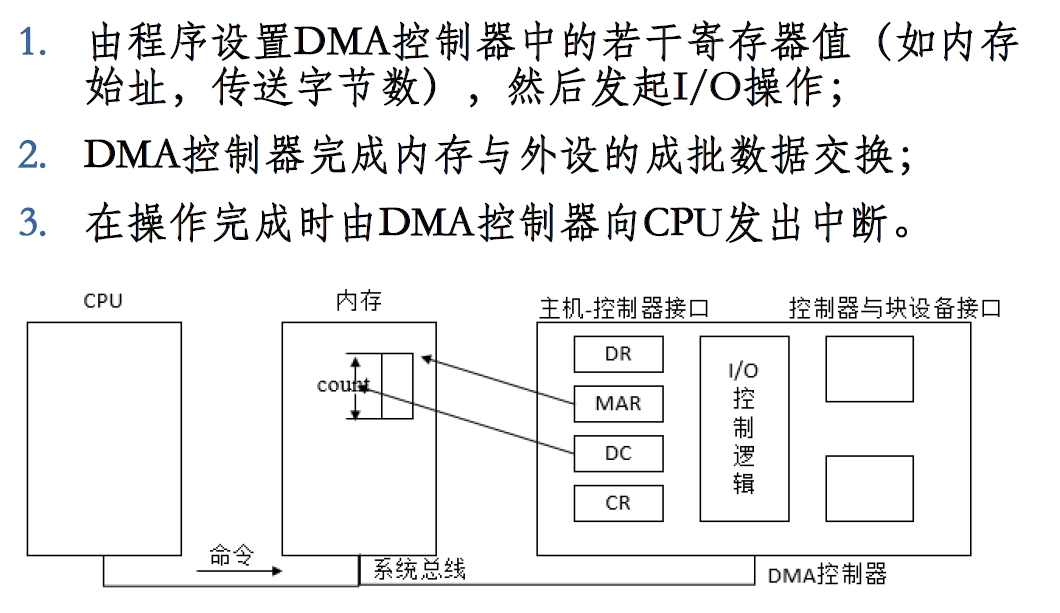 1. 由程序设置DMA控制器中的若干寄存器值（如内存
始址，传送字节数），然后发起I/O操作；
2. DMA控制器完成内存与外设的成批数据交换；
3. 在操作完成时由DMA控制器向CPU发出中断。
CPU
内存
主机-控制器接口
控制器与块设备接口
count
DR
MAR
DC
CR
I/O
控
制
逻
辑
命令
系统总线
DMA控制器